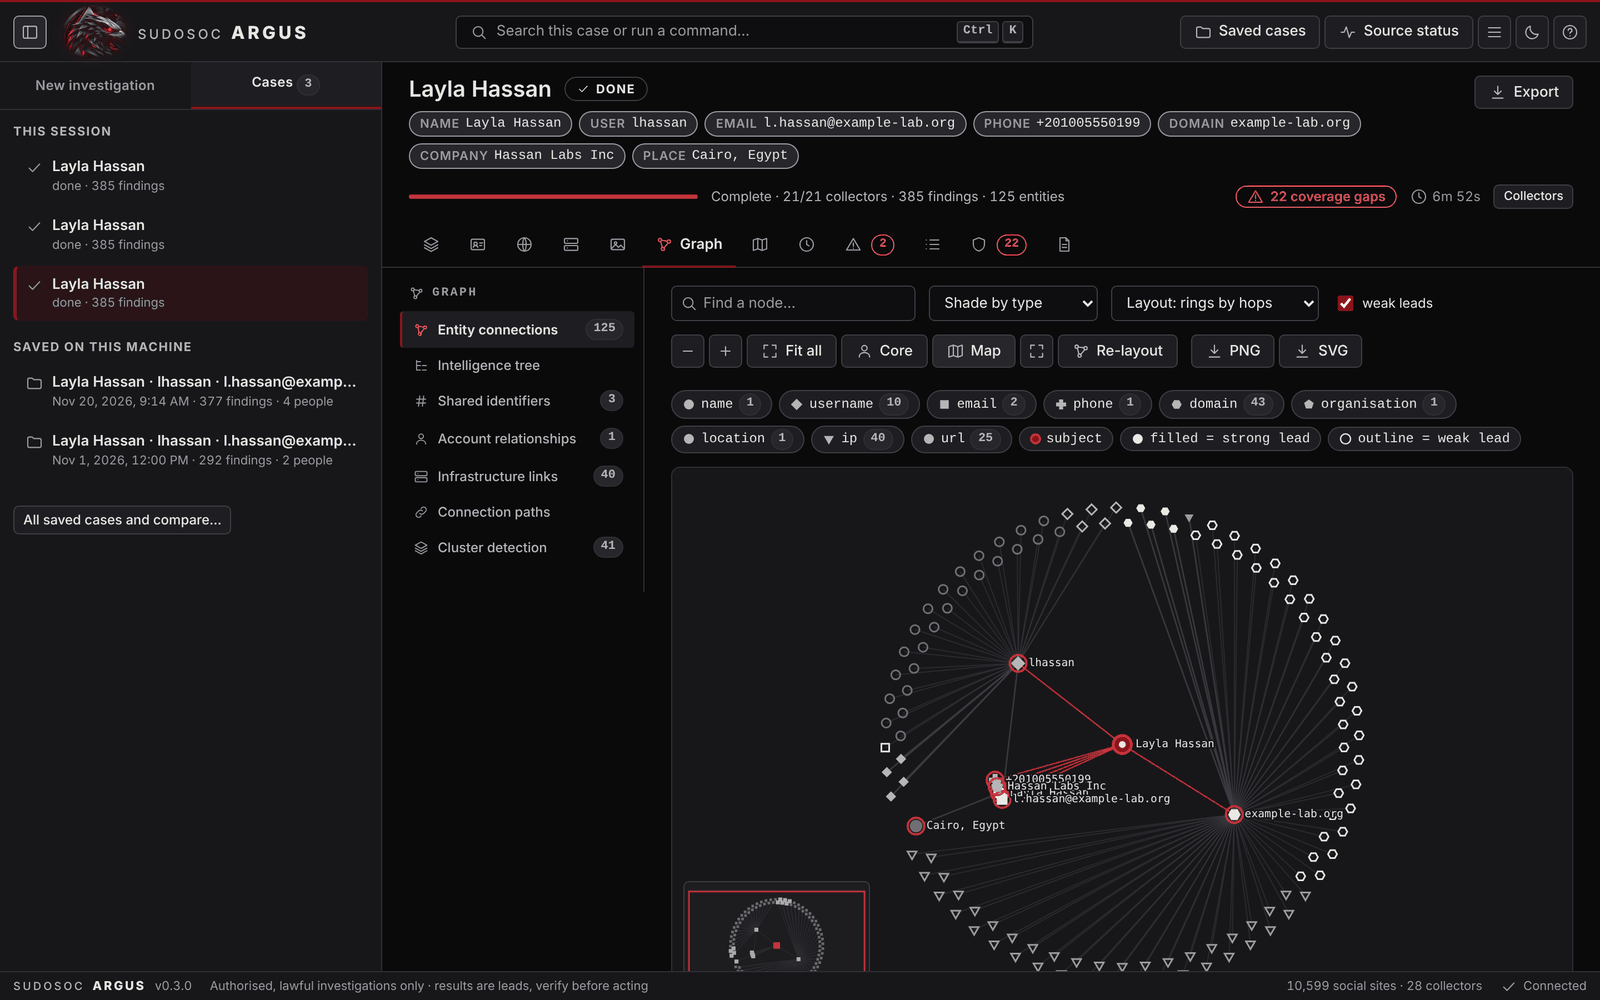 SUDOSOC ARGUS
Search this case or run a command...
Ctrl K
Saved cases
Source status
New investigation
Cases 3
THIS SESSION
Layla Hassan
done · 385 findings
Layla Hassan
done · 385 findings
Layla Hassan
done · 385 findings
SAVED ON THIS MACHINE
Layla Hassan · lhassan · l.hassan@examp...
Nov 20, 2026, 9:14 AM · 377 findings · 4 people
Layla Hassan · lhassan · l.hassan@examp...
Nov 1, 2026, 12:00 PM · 292 findings · 2 people
All saved cases and compare...
Layla Hassan
DONE
Export
NAME Layla Hassan
USER lhassan
EMAIL l.hassan@example-lab.org
PHONE +201005550199
DOMAIN example-lab.org
COMPANY Hassan Labs Inc
PLACE Cairo, Egypt
Complete · 21/21 collectors · 385 findings · 125 entities
22 coverage gaps
6m 52s
Collectors
Graph
2
22
GRAPH
Entity connections 125
Intelligence tree
Shared identifiers 3
Account relationships 1
Infrastructure links 40
Connection paths
Cluster detection 41
Find a node...
Shade by type
Layout: rings by hops
weak leads
Fit all
Core
Map
Re-layout
PNG
SVG
name 1
username 10
email 2
phone 1
domain 43
organisation 1
location 1
ip 40
url 25
subject
filled = strong lead
outline = weak lead
lhassan
Layla Hassan
+201005550199
Hassan Labs Inc
l.hassan@example-lab.org
example-lab.org
Cairo, Egypt
SUDOSOC ARGUS v0.3.0
Authorised, lawful investigations only · results are leads, verify before acting
10,599 social sites · 28 collectors
Connected